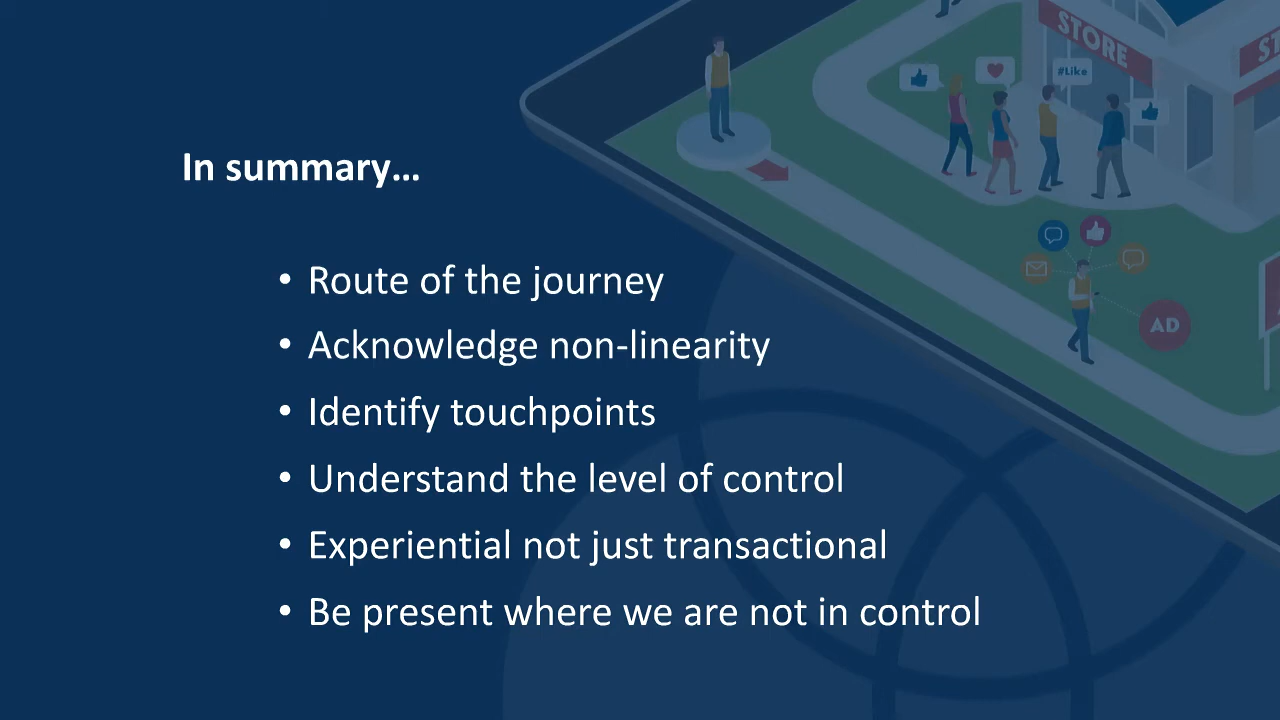 STORE
#Like
In summary…
AD
• Route of the journey
• Acknowledge non-linearity
• Identify touchpoints
• Understand the level of control
• Experiential not just transactional
• Be present where we are not in control